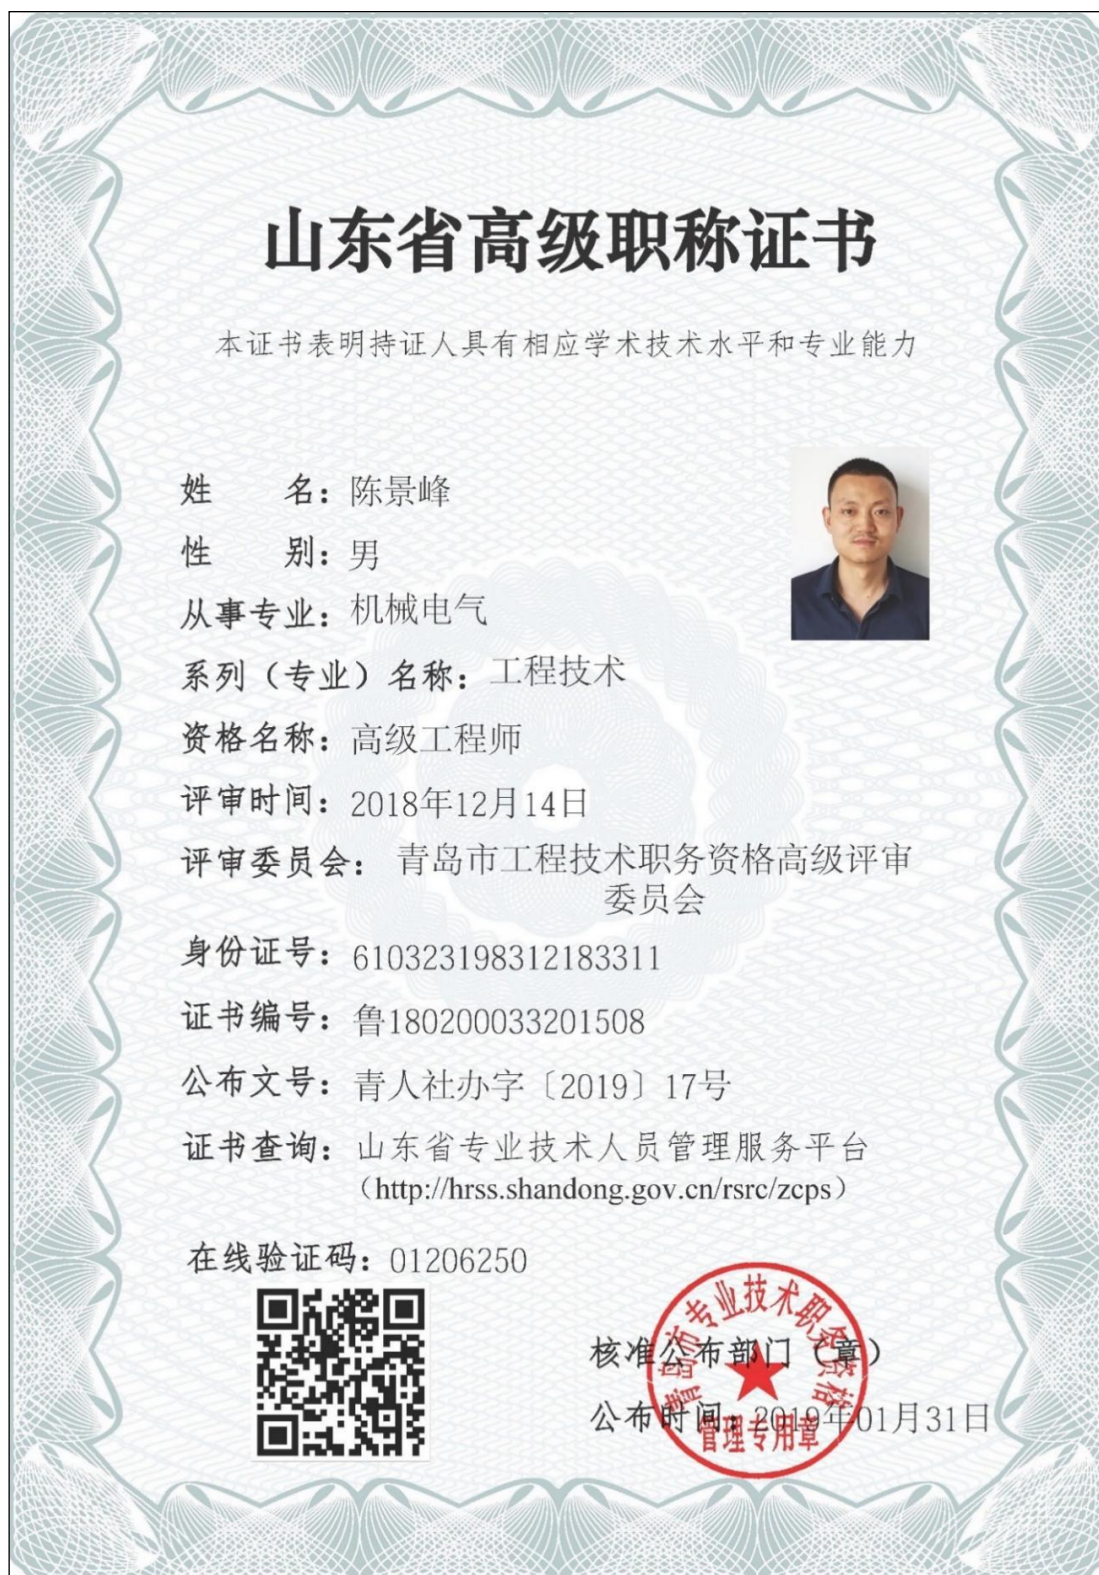 山东省高级职称证书
本证书表明持证人具有相应学术技术水平和专业能力
姓 名：陈景峰
性 别：男
从事专业：机械电气
系列（专业）名称：工程技术
资格名称：高级工程师
评审时间：2018年12月14日
评审委员会：青岛市工程技术职务资格高级评审
委员会
身份证号：610323198312183311
证书编号：鲁180200033201508
公布文号：青人社办字〔2019〕17号
证书查询：山东省专业技术人员管理服务平台
（http://hrss.shandong.gov.cn/rsrc/zcps）
在线验证码：01206250
核准公布部门（章）
公布时间：2019年01月31日
青岛市专业技术职务资格
管理专用章